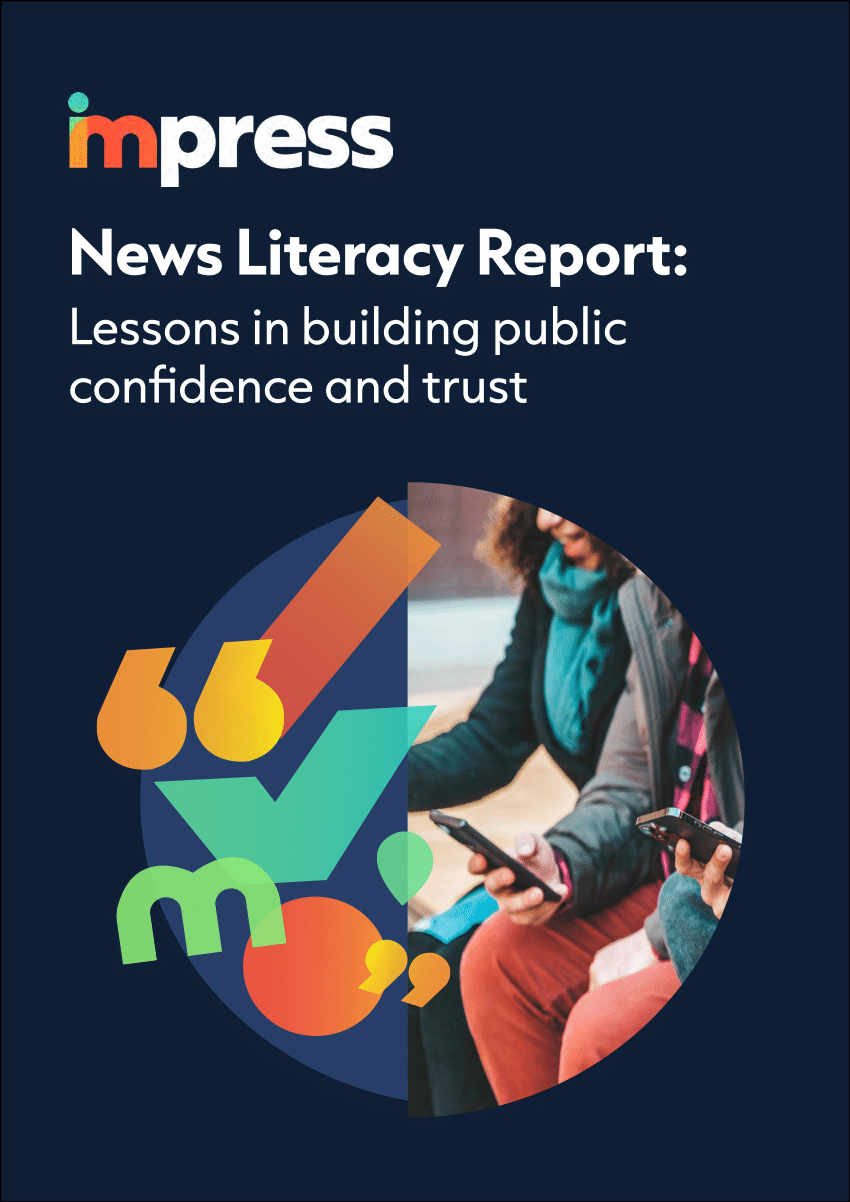 impress
News Literacy Report:
Lessons in building public
confidence and trust